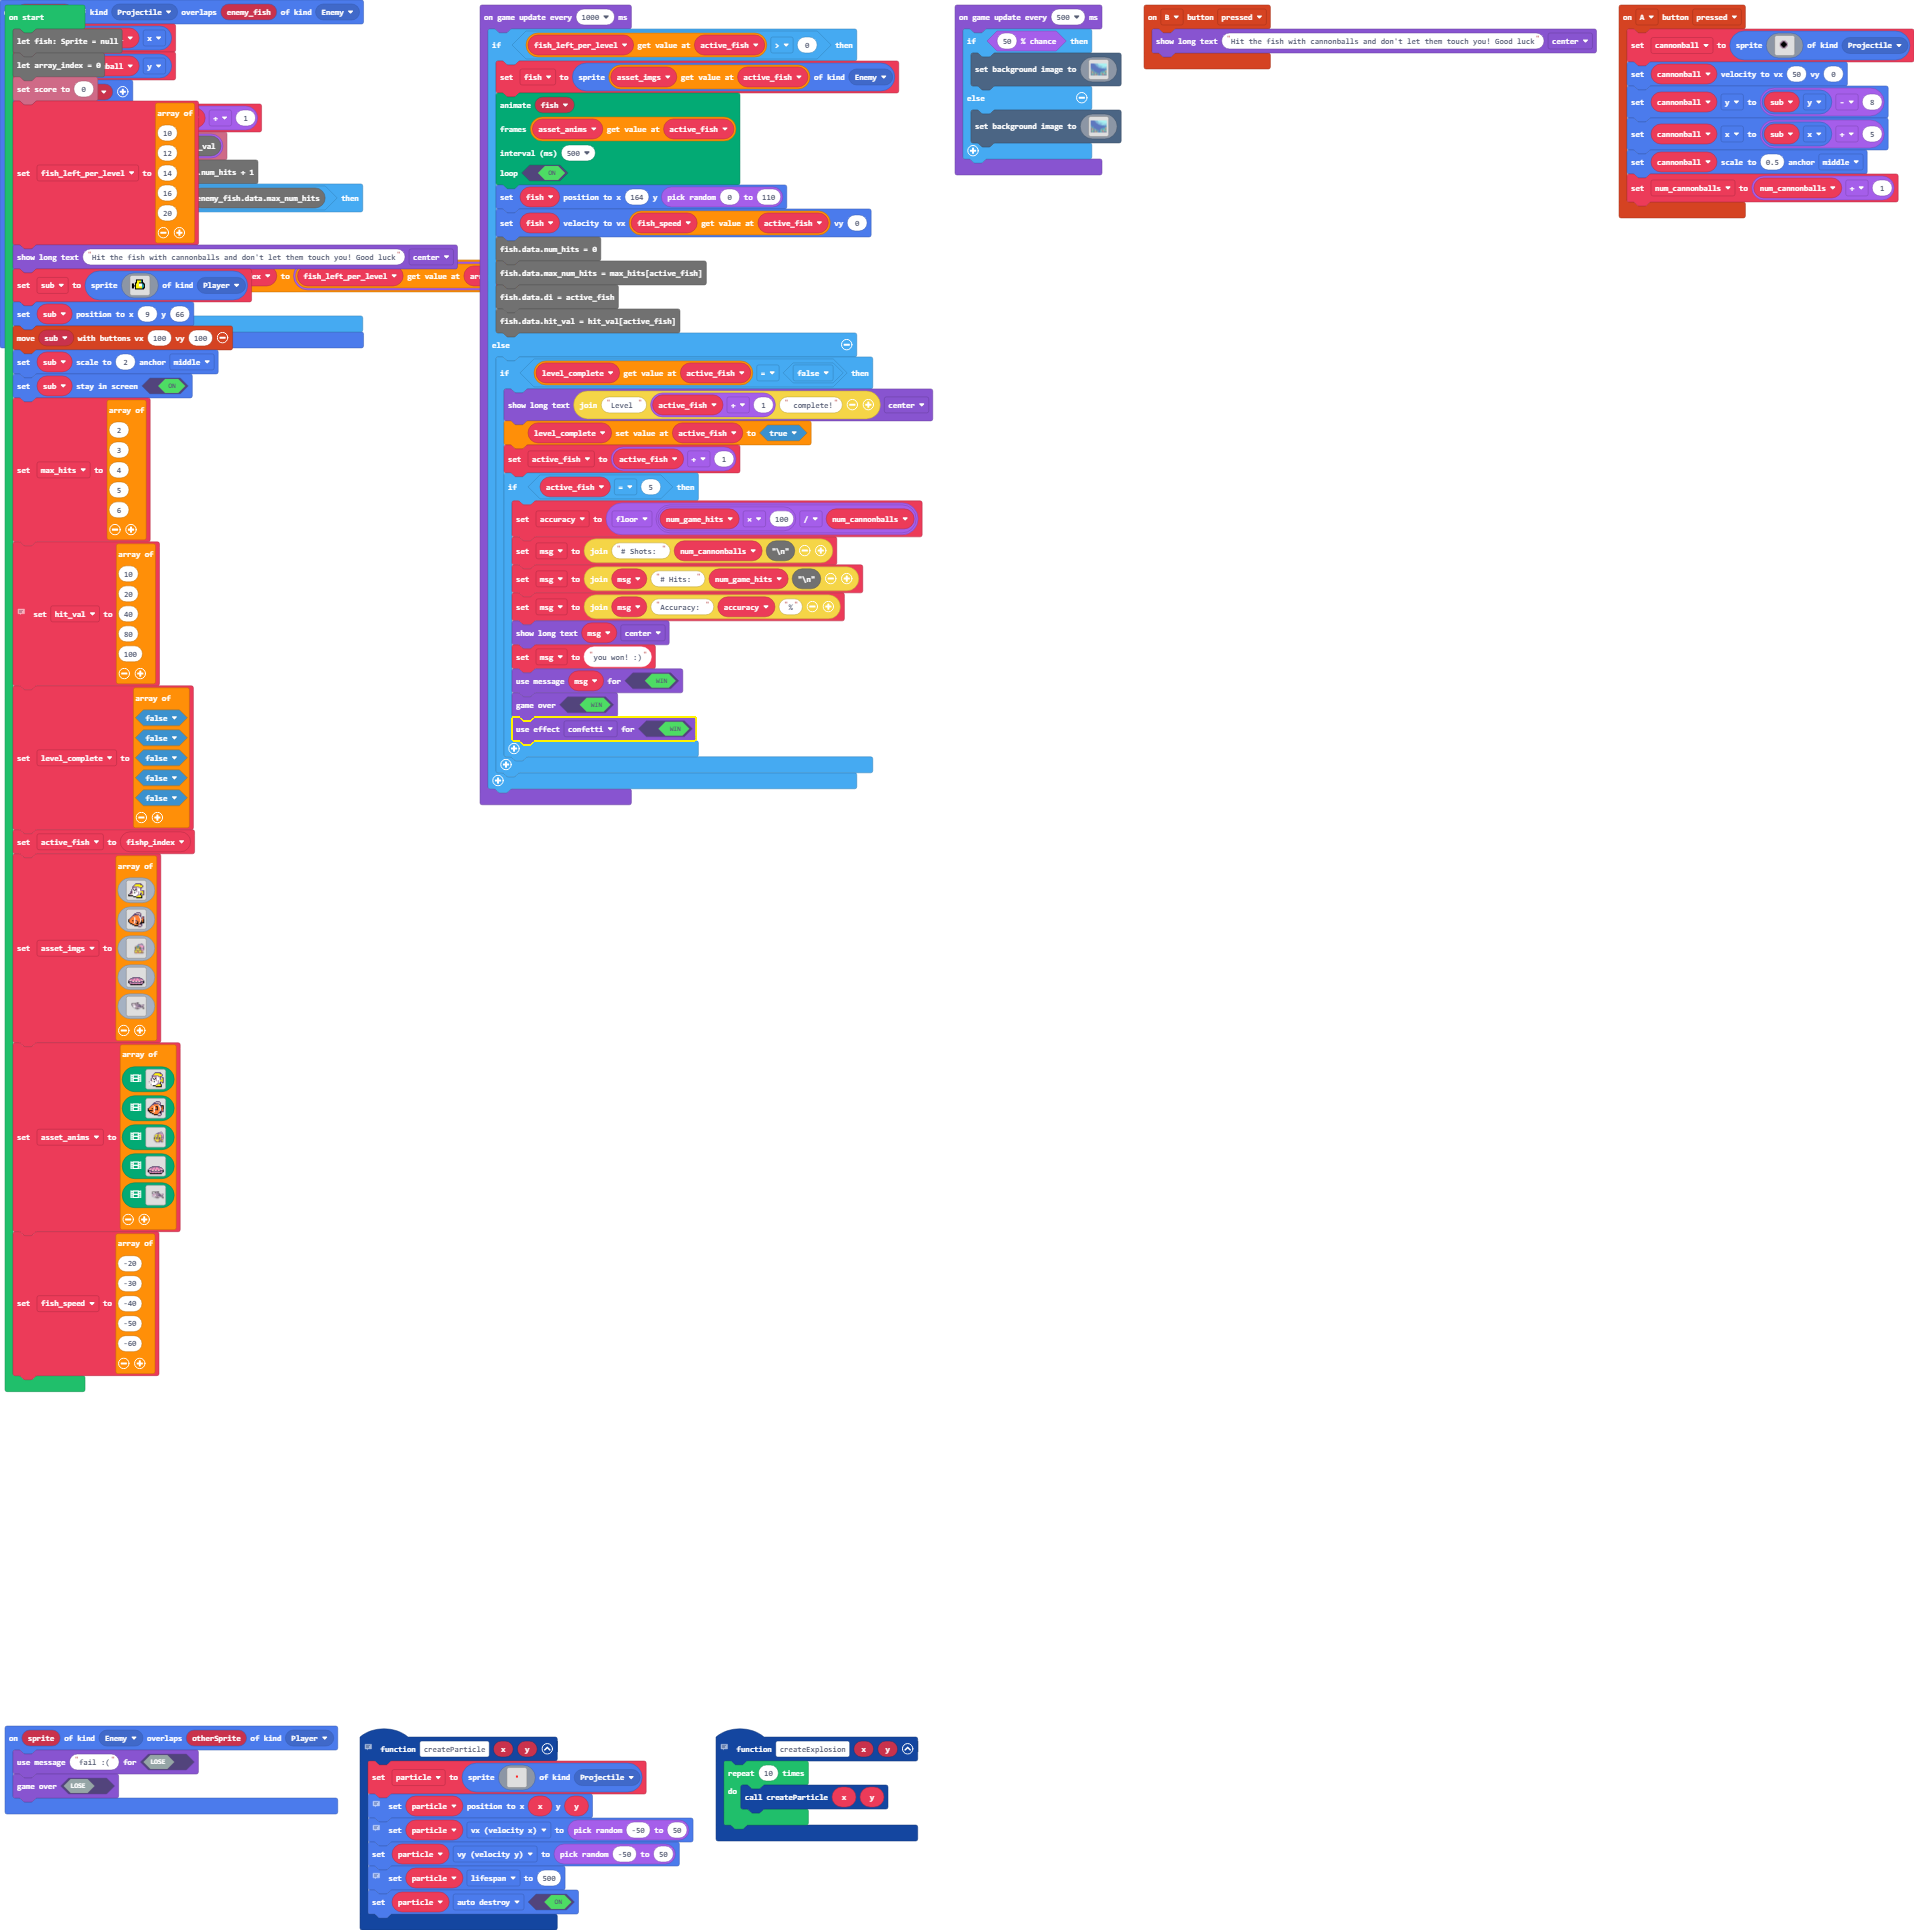 on start
let fish: Sprite = null
let array_index = 0
set score to 0
set fish_left_per_level to array of
10
12
14
16
20
show long text "Hit the fish with cannonballs and don't let them touch you! Good luck" center
set sub to sprite of kind Player
set sub position to x 9 y 66
move sub with buttons vx 100 vy 100
set sub scale to 2 anchor middle
set sub stay in screen ON
set max_hits to array of
2
3
4
5
6
set hit_val to array of
10
20
40
80
100
set level_complete to array of
false
false
false
false
false
set active_fish to fishp_index
set asset_imgs to array of
set asset_anims to array of
set fish_speed to array of
-20
-30
-40
-50
-60
kind Projectile overlaps enemy_fish of kind Enemy
x
ball y
+ 1
_val
.num_hits + 1
enemy_fish.data.max_num_hits then
ex to fish_left_per_level get value at
on game update every 1000 ms
if fish_left_per_level get value at active_fish > 0 then
set fish to sprite asset_imgs get value at active_fish of kind Enemy
animate fish
frames asset_anims get value at active_fish
interval (ms) 500
loop ON
set fish position to x 164 y pick random 0 to 110
set fish velocity to vx fish_speed get value at active_fish vy 0
fish.data.num_hits = 0
fish.data.max_num_hits = max_hits[active_fish]
fish.data.di = active_fish
fish.data.hit_val = hit_val[active_fish]
else
if level_complete get value at active_fish = false then
show long text join "Level " active_fish + 1 " complete!" center
level_complete set value at active_fish to true
set active_fish to active_fish + 1
if active_fish = 5 then
set accuracy to floor num_game_hits × 100 / num_cannonballs
set msg to join "# Shots: " num_cannonballs "\n"
set msg to join msg "# Hits: " num_game_hits "\n"
set msg to join msg "Accuracy: " accuracy "%"
show long text msg center
set msg to "you won! :)"
use message msg for WIN
game over WIN
use effect confetti for WIN
on game update every 500 ms
if 50 % chance then
set background image to
else
set background image to
on B button pressed
show long text "Hit the fish with cannonballs and don't let them touch you! Good luck" center
on A button pressed
set cannonball to sprite of kind Projectile
set cannonball velocity to vx 50 vy 0
set cannonball y to sub y - 8
set cannonball x to sub x + 5
set cannonball scale to 0.5 anchor middle
set num_cannonballs to num_cannonballs + 1
on sprite of kind Enemy overlaps otherSprite of kind Player
use message "fail :(" for LOSE
game over LOSE
function createParticle x y
set particle to sprite of kind Projectile
set particle position to x x y y
set particle vx (velocity x) to pick random -50 to 50
set particle vy (velocity y) to pick random -50 to 50
set particle lifespan to 500
set particle auto destroy ON
function createExplosion x y
repeat 10 times
do call createParticle x y